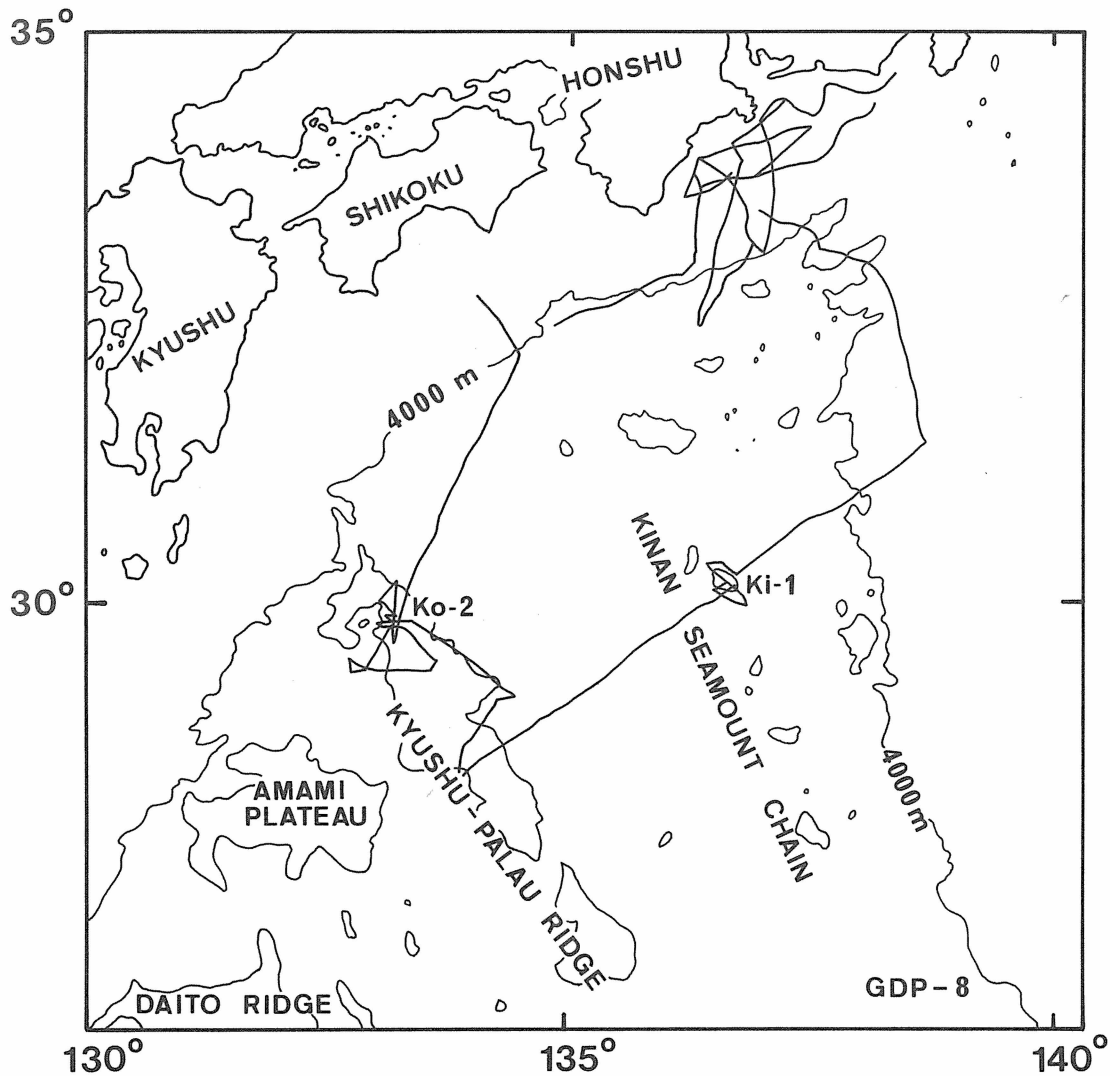 35°
HONSHU
SHIKOKU
KYUSHU
4000 m
KINAN
Ki-1
30°
Ko-2
SEAMOUNT
KYUSHU-PALAU RIDGE
4000m
AMAMI
PLATEAU
CHAIN
GDP-8
DAITO RIDGE
130°
135°
140°